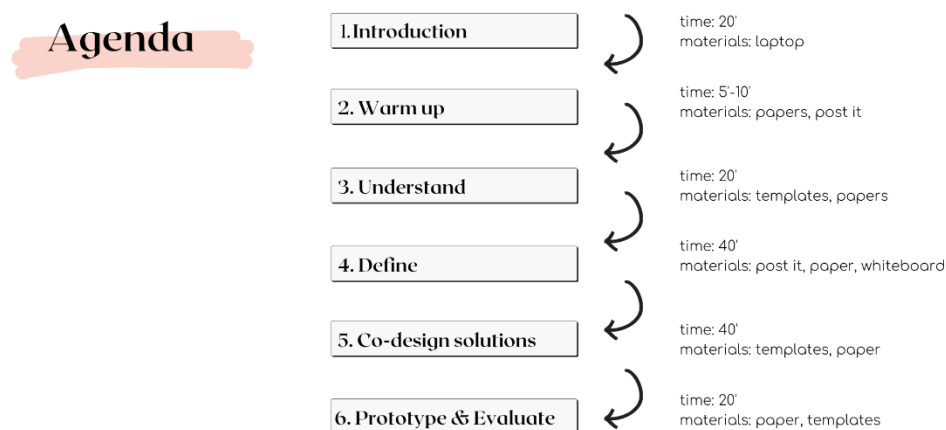 Agenda
1. Introduction
time: 20'
materials: laptop
2. Warm up
time: 5'-10'
materials: papers, post it
3. Understand
time: 20'
materials: templates, papers
4. Define
time: 40'
materials: post it, paper, whiteboard
5. Co-design solutions
time: 40'
materials: templates, paper
6. Prototype & Evaluate
time: 20'
materials: paper, templates